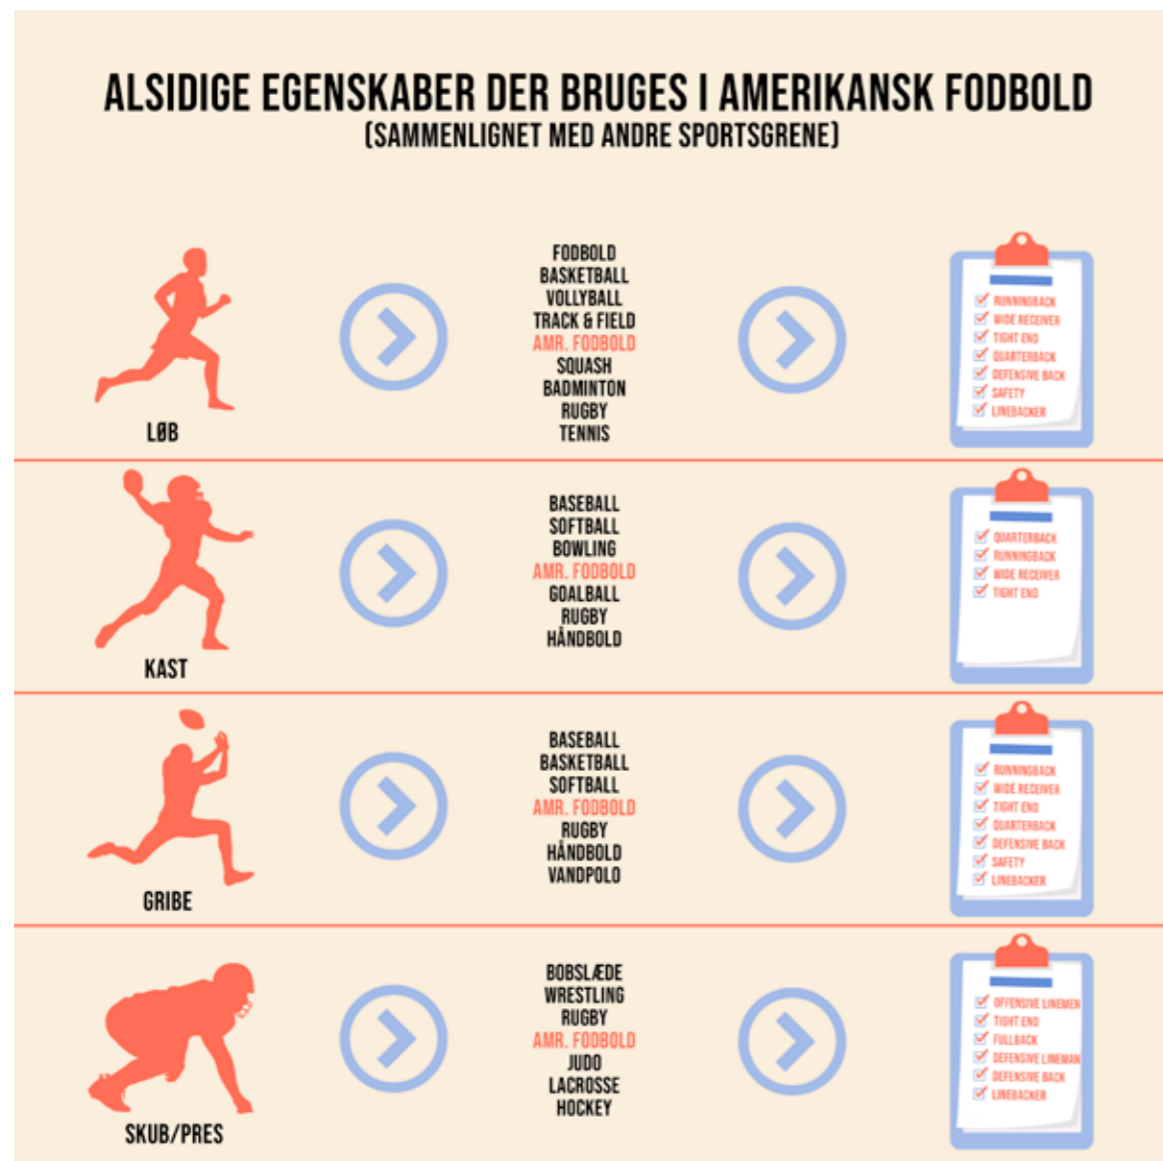 ALSIDIGE EGENSKABER DER BRUGES I AMERIKANSK FODBOLD
(SAMMENLIGNET MED ANDRE SPORTSGRENE)
LØB
FODBOLD
BASKETBALL
VOLLYBALL
TRACK & FIELD
AMR. FODBOLD
SQUASH
BADMINTON
RUGBY
TENNIS
RUNNINGBACK
WIDE RECEIVER
TIGHT END
QUARTERBACK
DEFENSIVE BACK
SAFETY
LINEBACKER
KAST
BASEBALL
SOFTBALL
BOWLING
AMR. FODBOLD
GOALBALL
RUGBY
HÅNDBOLD
QUARTERBACK
RUNNINGBACK
WIDE RECEIVER
TIGHT END
GRIBE
BASEBALL
BASKETBALL
SOFTBALL
AMR. FODBOLD
RUGBY
HÅNDBOLD
VANDPOLO
RUNNINGBACK
WIDE RECEIVER
TIGHT END
QUARTERBACK
DEFENSIVE BACK
SAFETY
LINEBACKER
SKUB/PRES
BOBSLÆDE
WRESTLING
RUGBY
AMR. FODBOLD
JUDO
LACROSSE
HOCKEY
OFFENSIVE LINEMEN
TIGHT END
FULLBACK
DEFENSIVE LINEMAN
DEFENSIVE BACK
LINEBACKER